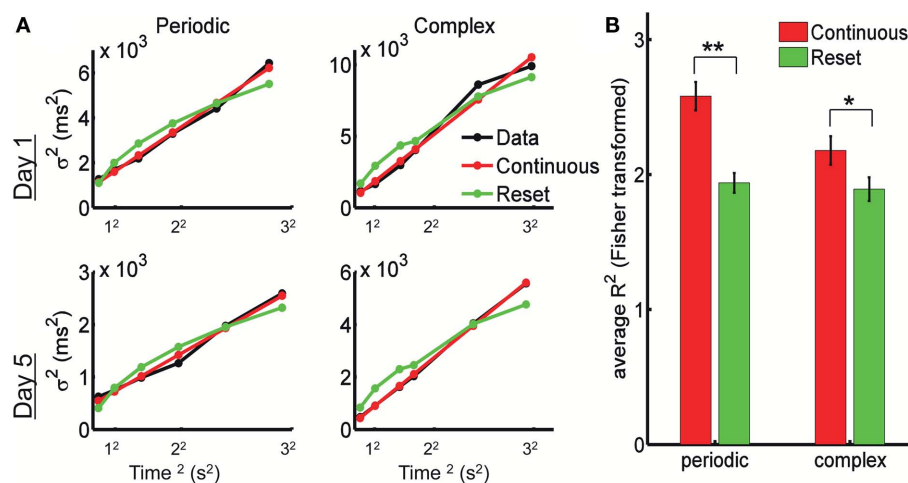 A
Periodic
Complex
Day 1
σ² (ms²)
x 10³
6
4
2
0
1² 2² 3²
x 10³
10
5
0
1² 2² 3²
Data
Continuous
Reset
Day 5
σ² (ms²)
x 10³
3
2
1
0
1² 2² 3²
Time ² (s²)
x 10³
6
4
2
0
1² 2² 3²
Time ² (s²)
B
Continuous
Reset
average R² (Fisher transformed)
3
2
1
0
**
*
periodic complex